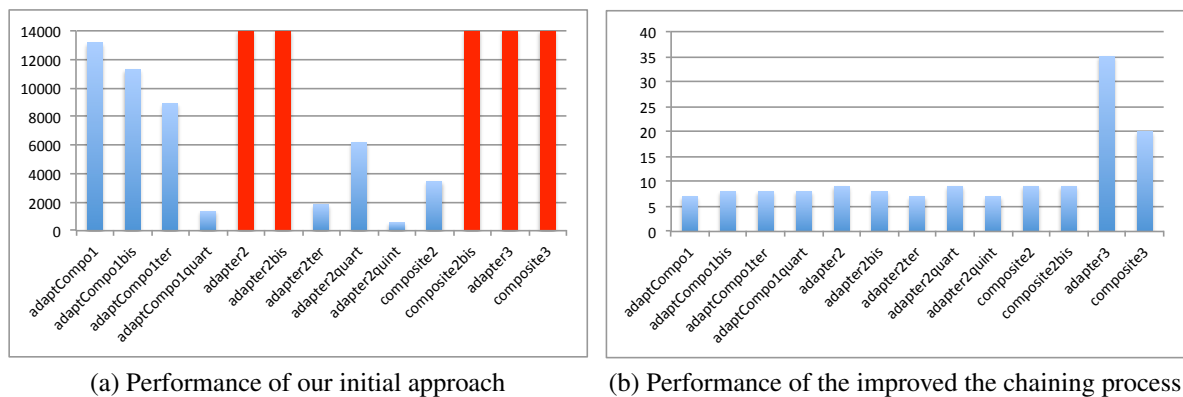 14000
12000
10000
8000
6000
4000
2000
0
adaptCompo1
adaptCompo1bis
adaptCompo1ter
adaptCompo1quart
adapter2
adapter2bis
adapter2ter
adapter2quart
adapter2quint
composite2
composite2bis
adapter3
composite3
(a) Performance of our initial approach
40
35
30
25
20
15
10
5
0
adaptCompo1
adaptCompo1bis
adaptCompo1ter
adaptCompo1quart
adapter2
adapter2bis
adapter2ter
adapter2quart
adapter2quint
composite2
composite2bis
adapter3
composite3
(b) Performance of the improved the chaining process